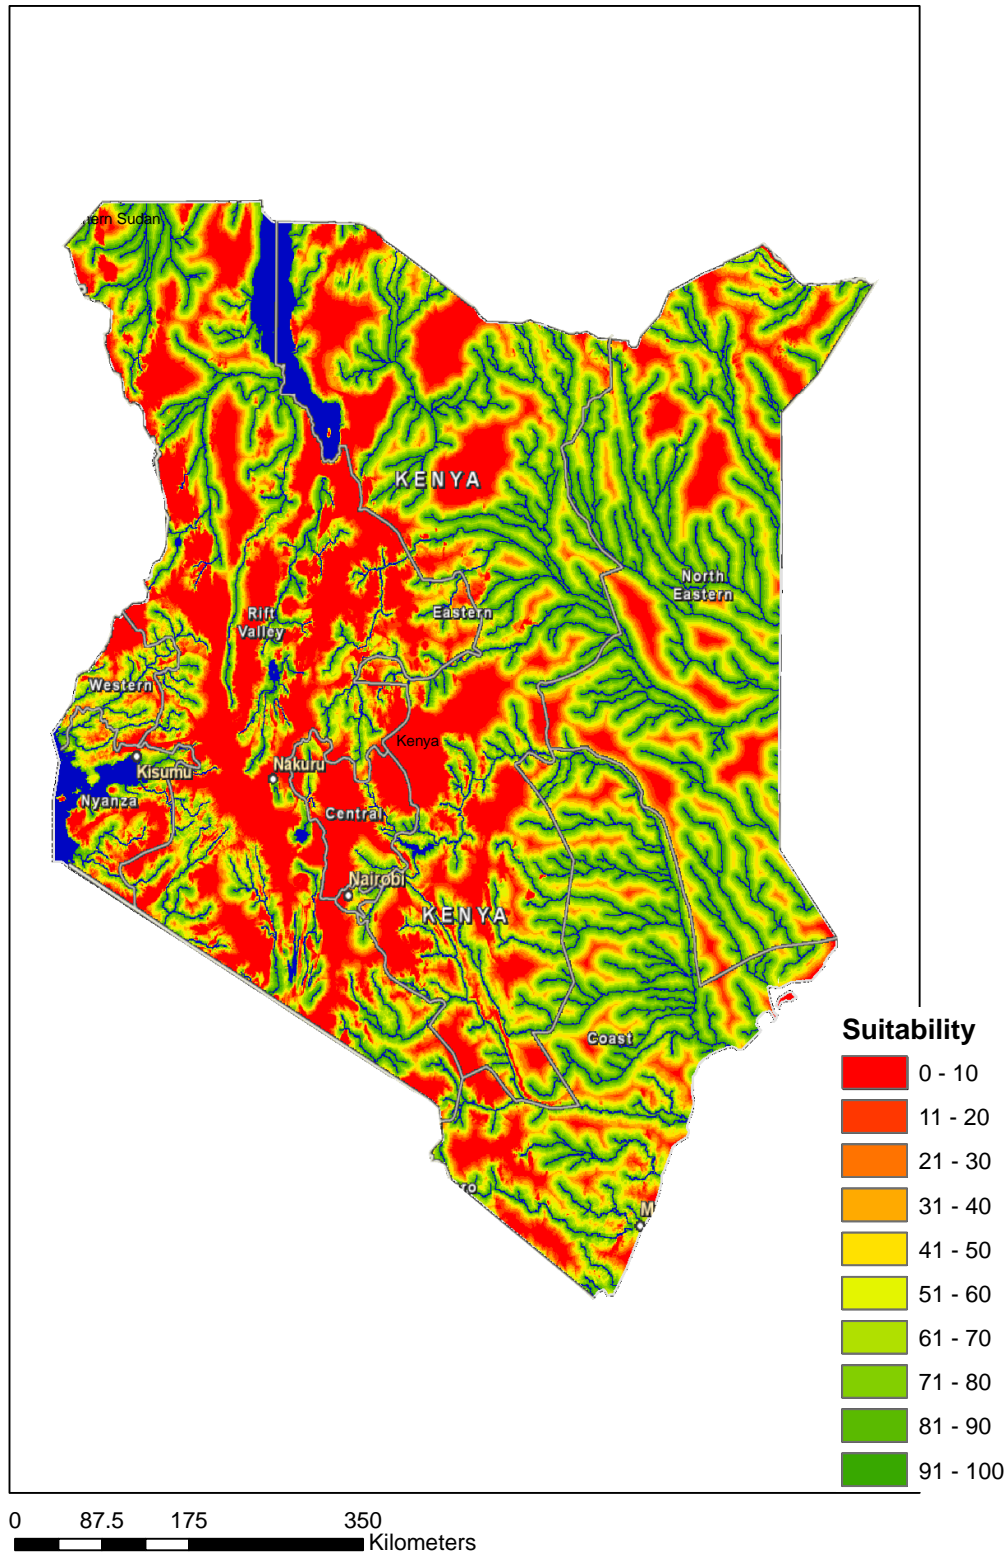 ern Sudan
KENYA
North
Eastern
Rift
Valley
Eastern
Western
Kenya
Kisumu
Nakuru
Nyanza
Central
Nairobi
KENYA
Coast
ro
M
Suitability
0 - 10
11 - 20
21 - 30
31 - 40
41 - 50
51 - 60
61 - 70
71 - 80
81 - 90
91 - 100
0 87.5 175 350
Kilometers